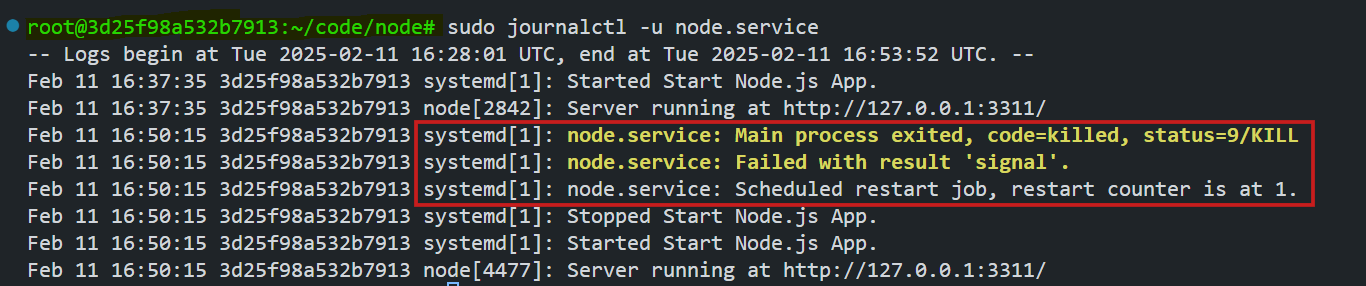 root@3d25f98a532b7913:~/code/node# sudo journalctl -u node.service
-- Logs begin at Tue 2025-02-11 16:28:01 UTC, end at Tue 2025-02-11 16:53:52 UTC. --
Feb 11 16:37:35 3d25f98a532b7913 systemd[1]: Started Start Node.js App.
Feb 11 16:37:35 3d25f98a532b7913 node[2842]: Server running at http://127.0.0.1:3311/
Feb 11 16:50:15 3d25f98a532b7913 systemd[1]: node.service: Main process exited, code=killed, status=9/KILL
Feb 11 16:50:15 3d25f98a532b7913 systemd[1]: node.service: Failed with result 'signal'.
Feb 11 16:50:15 3d25f98a532b7913 systemd[1]: node.service: Scheduled restart job, restart counter is at 1.
Feb 11 16:50:15 3d25f98a532b7913 systemd[1]: Stopped Start Node.js App.
Feb 11 16:50:15 3d25f98a532b7913 systemd[1]: Started Start Node.js App.
Feb 11 16:50:15 3d25f98a532b7913 node[4477]: Server running at http://127.0.0.1:3311/